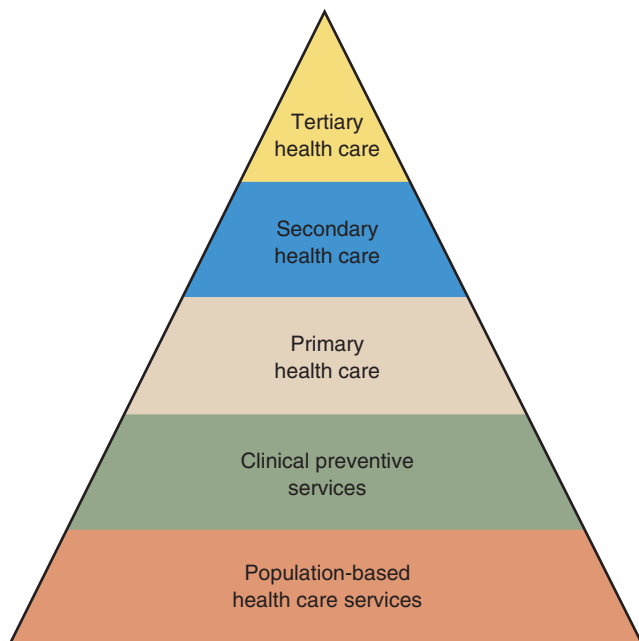 Tertiary
health care
Secondary
health care
Primary
health care
Clinical preventive
services
Population-based
health care services